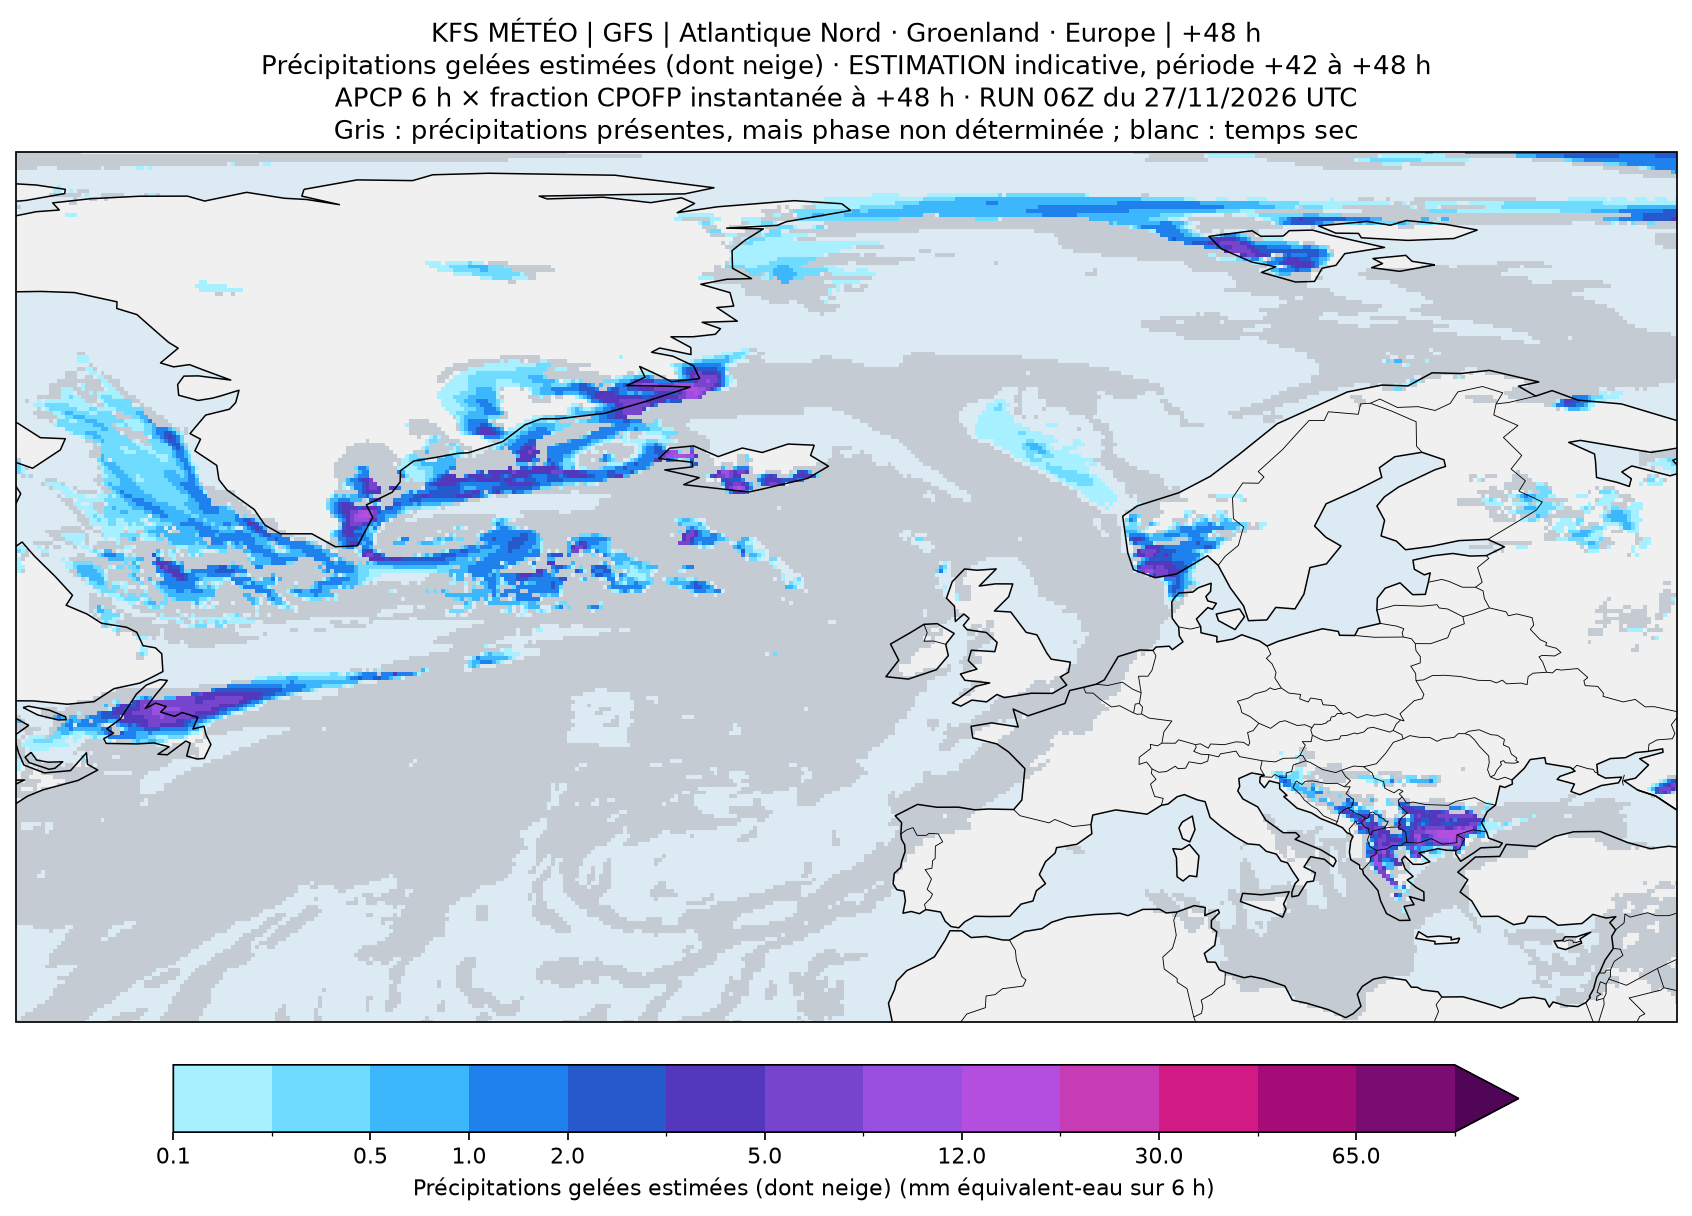 KFS MÉTÉO | GFS | Atlantique Nord · Groenland · Europe | +48 h
Précipitations gelées estimées (dont neige) · ESTIMATION indicative, période +42 à +48 h
APCP 6 h × fraction CPOFP instantanée à +48 h · RUN 06Z du 27/11/2026 UTC
Gris : précipitations présentes, mais phase non déterminée ; blanc : temps sec
0.1 0.5 1.0 2.0 5.0 12.0 30.0 65.0
Précipitations gelées estimées (dont neige) (mm équivalent-eau sur 6 h)